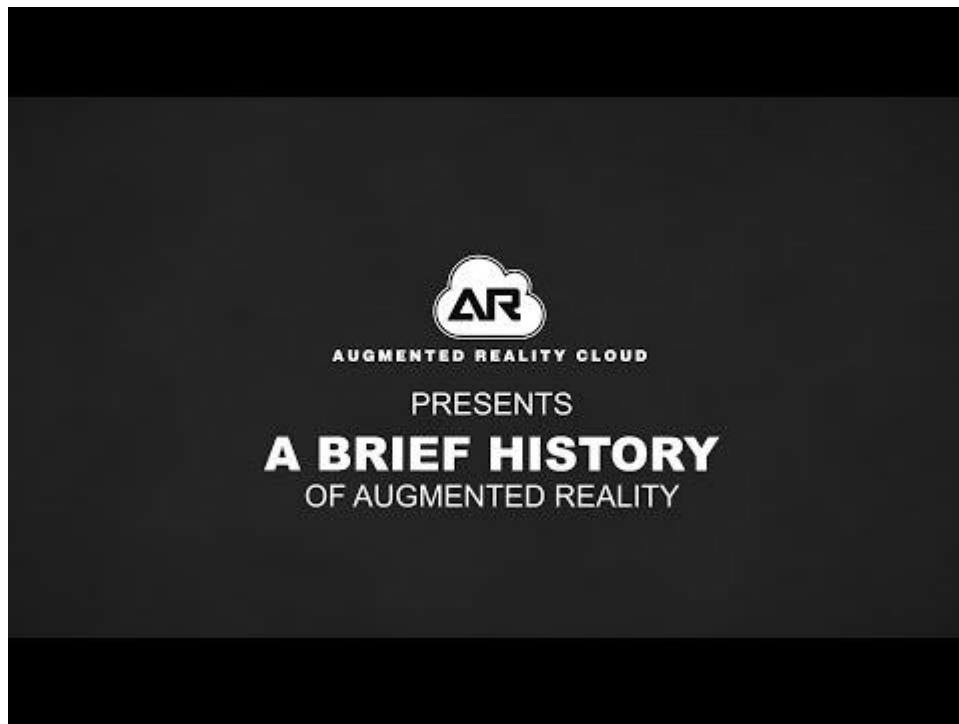 AR
AUGMENTED REALITY CLOUD
PRESENTS
A BRIEF HISTORY
OF AUGMENTED REALITY